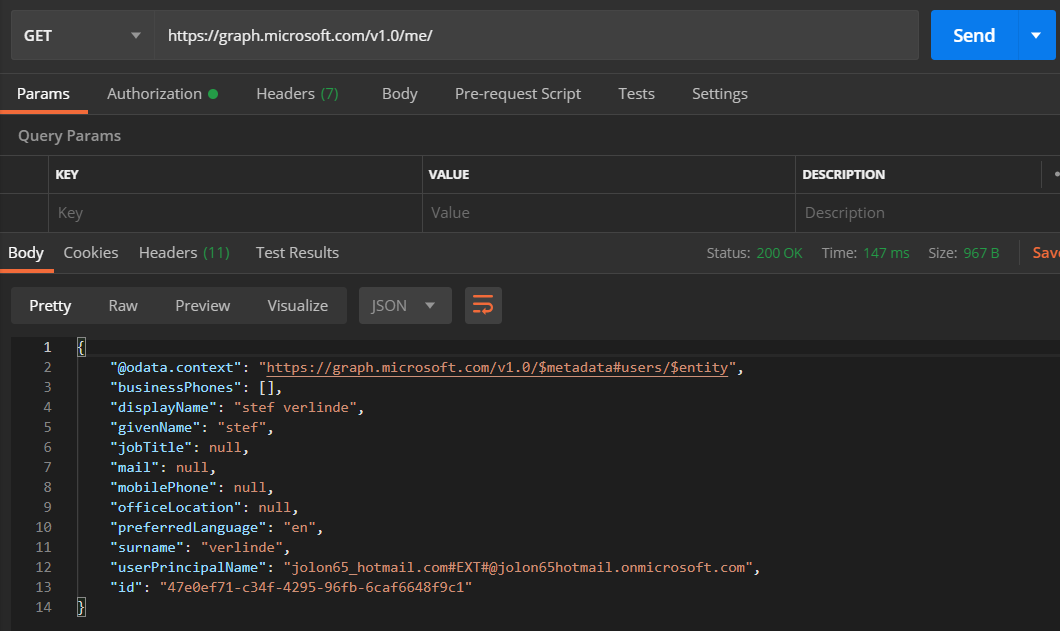 GET https://graph.microsoft.com/v1.0/me/ Send
Params Authorization Headers (7) Body Pre-request Script Tests Settings
Query Params
KEY VALUE DESCRIPTION
Key Value Description
Body Cookies Headers (11) Test Results Status: 200 OK Time: 147 ms Size: 967 B Save
Pretty Raw Preview Visualize JSON
1 {
2 "@odata.context": "https://graph.microsoft.com/v1.0/$metadata#users/$entity",
3 "businessPhones": [],
4 "displayName": "stef verlinde",
5 "givenName": "stef",
6 "jobTitle": null,
7 "mail": null,
8 "mobilePhone": null,
9 "officeLocation": null,
10 "preferredLanguage": "en",
11 "surname": "verlinde",
12 "userPrincipalName": "jolon65_hotmail.com#EXT#@jolon65hotmail.onmicrosoft.com",
13 "id": "47e0ef71-c34f-4295-96fb-6caf6648f9c1"
14 }